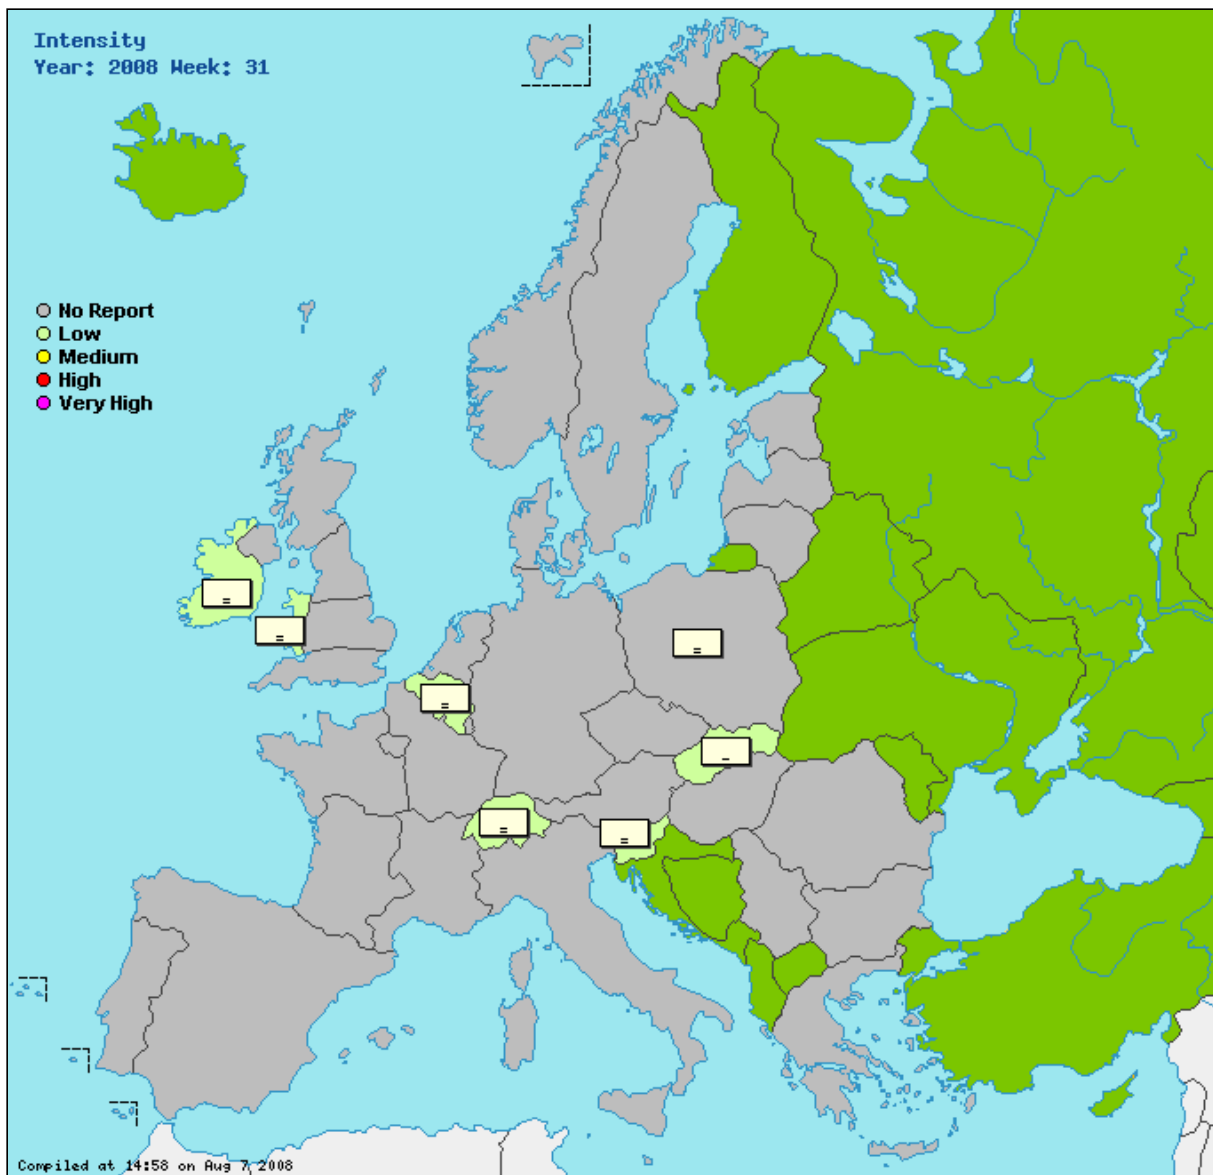 Intensity
Year: 2008 Week: 31
No Report
Low
Medium
High
Very High
=
=
=
=
-
=
=
Compiled at 14:58 on Aug 7 2008